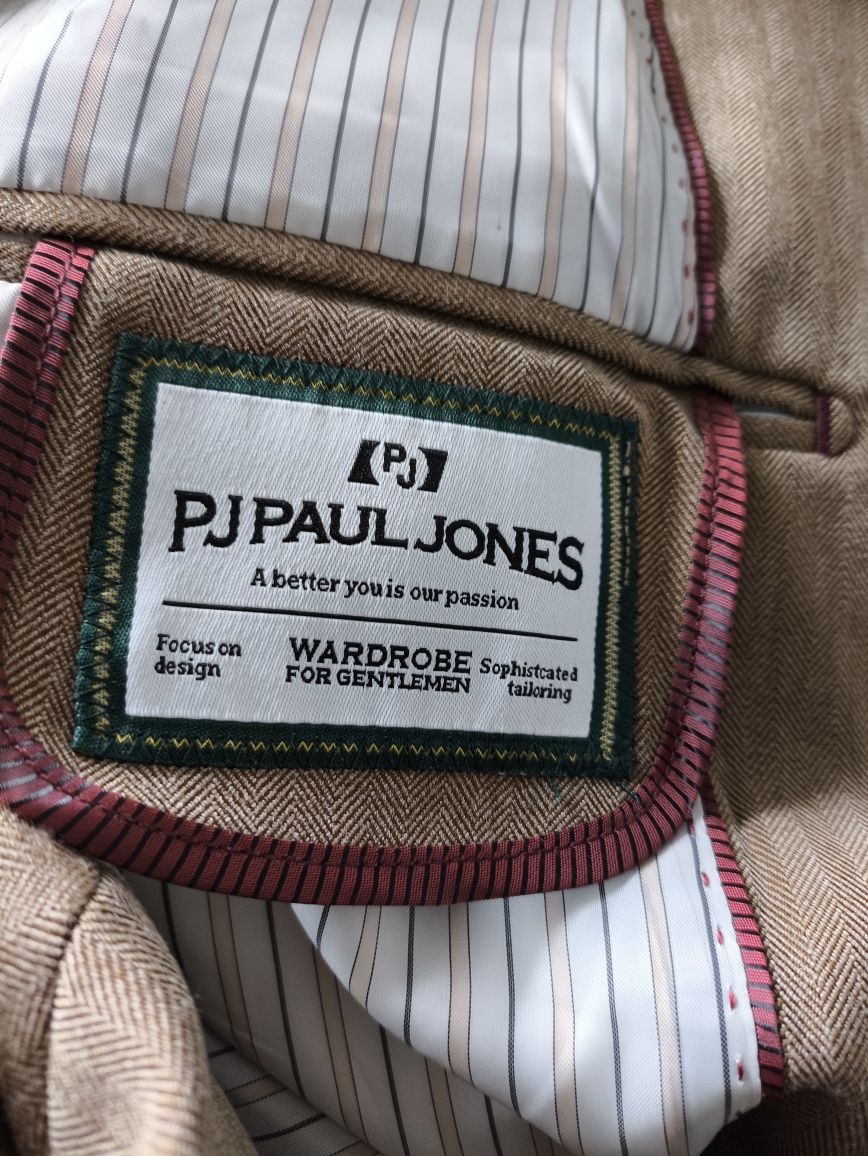 PJ
PJ PAUL JONES
A better you is our passion
Focus on
design
WARDROBE
FOR GENTLEMEN
Sophistcated
tailoring